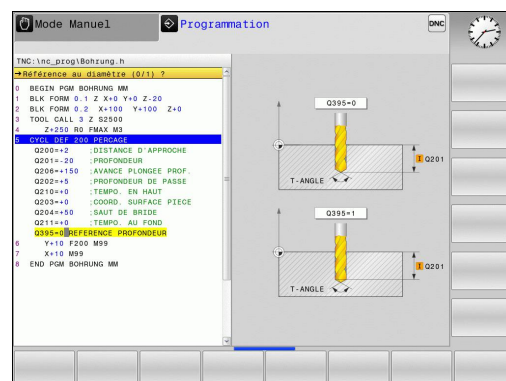 Mode Manuel
Programmation
DNC
TNC:\nc_prog\Bohrung.h
→Référence au diamètre (0/1) ?
0 BEGIN PGM BOHRUNG MM
1 BLK FORM 0.1 Z X+0 Y+0 Z-20
2 BLK FORM 0.2 X+100 Y+100 Z+0
3 TOOL CALL 3 Z S2500
4 Z+250 R0 FMAX M3
5 CYCL DEF 200 PERCAGE
Q200=+2 ;DISTANCE D'APPROCHE
Q201=-20 ;PROFONDEUR
Q206=+150 ;AVANCE PLONGEE PROF.
Q202=+5 ;PROFONDEUR DE PASSE
Q210=+0 ;TEMPO. EN HAUT
Q203=+0 ;COORD. SURFACE PIECE
Q204=+50 ;SAUT DE BRIDE
Q211=+0 ;TEMPO. AU FOND
Q395=0 REFERENCE PROFONDEUR
6 Y+10 F200 M99
7 X+10 M99
8 END PGM BOHRUNG MM
Q395=0
I Q201
T-ANGLE
Q395=1
I Q201
T-ANGLE